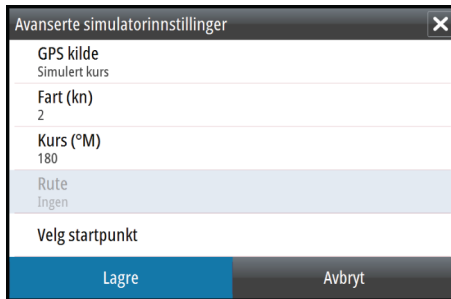 Avanserte simulatorinnstillinger
GPS kilde
Simulert kurs
Fart (kn)
2
Kurs (°M)
180
Rute
Ingen
Velg startpunkt
Lagre
Avbryt